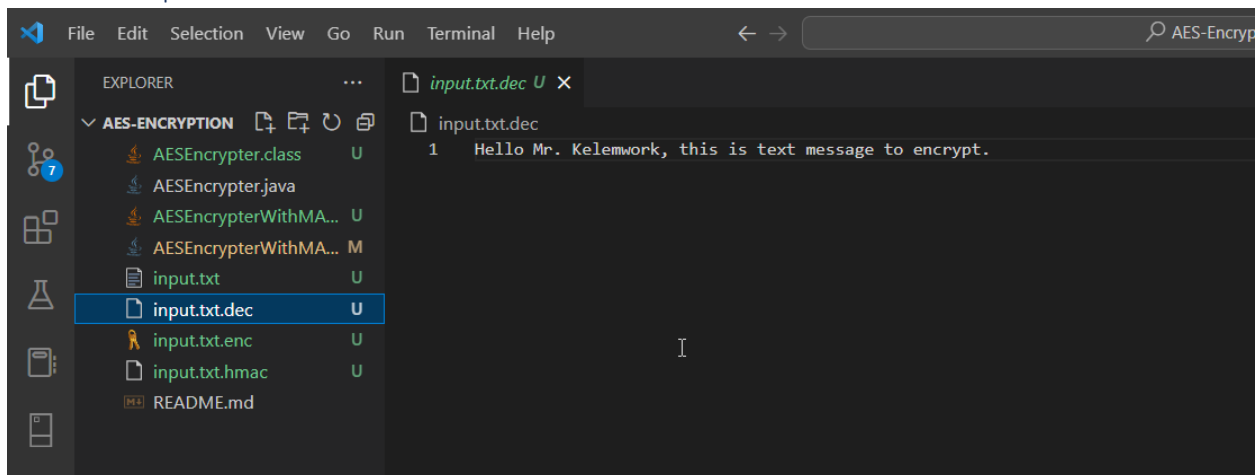 File Edit Selection View Go Run Terminal Help
AES-Encryp
EXPLORER
input.txt.dec U
AES-ENCRYPTION
input.txt.dec
AESEncrypter.class U
1 Hello Mr. Kelemwork, this is text message to encrypt.
AESEncrypter.java
7
AESEncrypterWithMA... U
AESEncrypterWithMA... M
input.txt U
input.txt.dec U
input.txt.enc U
input.txt.hmac U
README.md